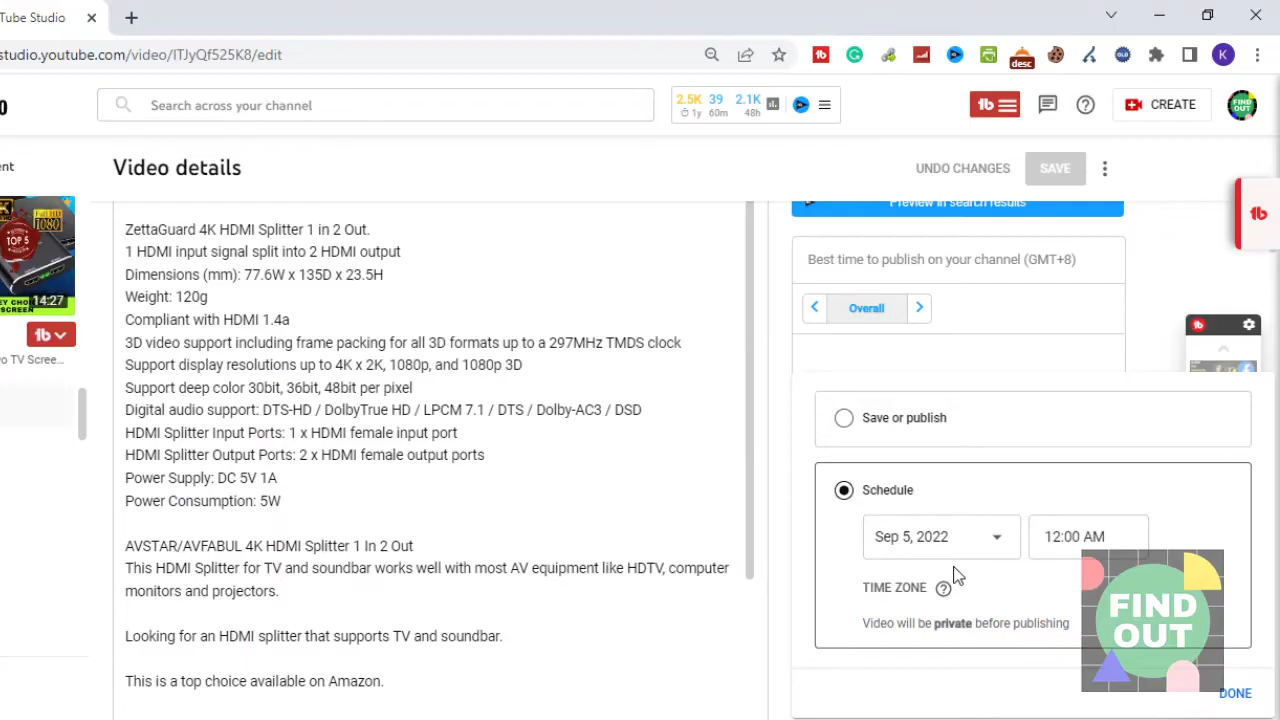 Tube Studio
studio.youtube.com/video/ITJyQf525K8/edit
desc
K
Search across your channel
2.5K 39 2.1K
1y 60m 48h
CREATE
FIND
OUT
Video details
UNDO CHANGES
SAVE
Preview in search results
TOP 5
1080
14:27
ZettaGuard 4K HDMI Splitter 1 in 2 Out.
1 HDMI input signal split into 2 HDMI output
Dimensions (mm): 77.6W x 135D x 23.5H
Weight: 120g
Compliant with HDMI 1.4a
3D video support including frame packing for all 3D formats up to a 297MHz TMDS clock
Support display resolutions up to 4K x 2K, 1080p, and 1080p 3D
Support deep color 30bit, 36bit, 48bit per pixel
Digital audio support: DTS-HD / DolbyTrue HD / LPCM 7.1 / DTS / Dolby-AC3 / DSD
HDMI Splitter Input Ports: 1 x HDMI female input port
HDMI Splitter Output Ports: 2 x HDMI female output ports
Power Supply: DC 5V 1A
Power Consumption: 5W
AVSTAR/AVFABUL 4K HDMI Splitter 1 In 2 Out
This HDMI Splitter for TV and soundbar works well with most AV equipment like HDTV, computer
monitors and projectors.
Looking for an HDMI splitter that supports TV and soundbar.
This is a top choice available on Amazon.
Best time to publish on your channel (GMT+8)
Overall
Save or publish
Schedule
Sep 5, 2022
12:00 AM
TIME ZONE
Video will be private before publishing
FIND
OUT
DONE